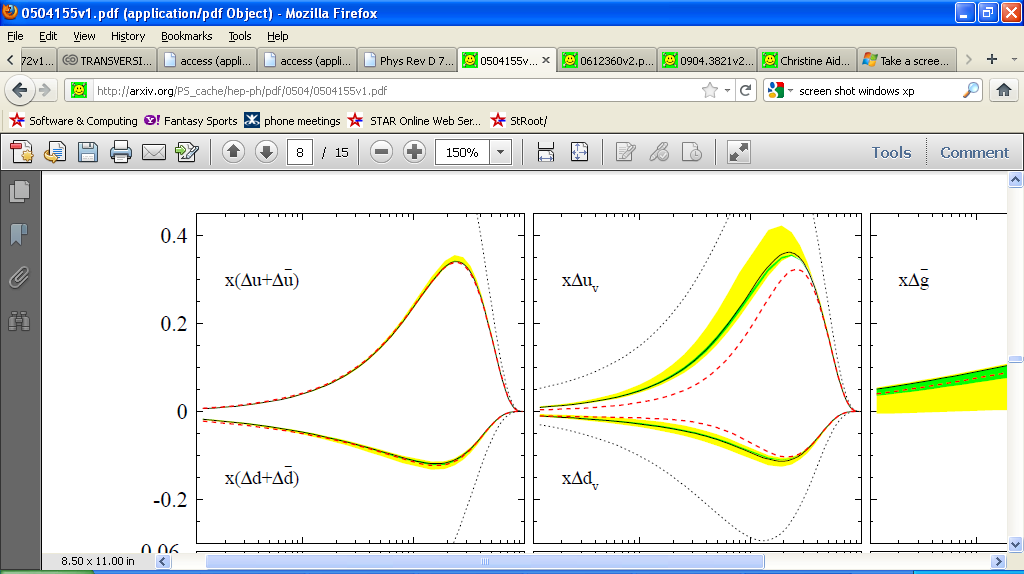 0504155v1.pdf (application/pdf Object) - Mozilla Firefox
File Edit View History Bookmarks Tools Help
72v1... TRANSVERSI... access (appli... access (appli... Phys Rev D 7... 0504155v... 0612360v2.p... 0904.3821v2... Christine Aid... Take a scree...
http://arxiv.org/PS_cache/hep-ph/pdf/0504/0504155v1.pdf screen shot windows xp
Software & Computing Fantasy Sports phone meetings STAR Online Web Ser... StRoot/
8 / 15 150% Tools Comment
0.4
x(Δu+Δū) xΔu_v xΔḡ
0.2
0
x(Δd+Δd̄) xΔd_v
-0.2
0.06
8.50 x 11.00 in